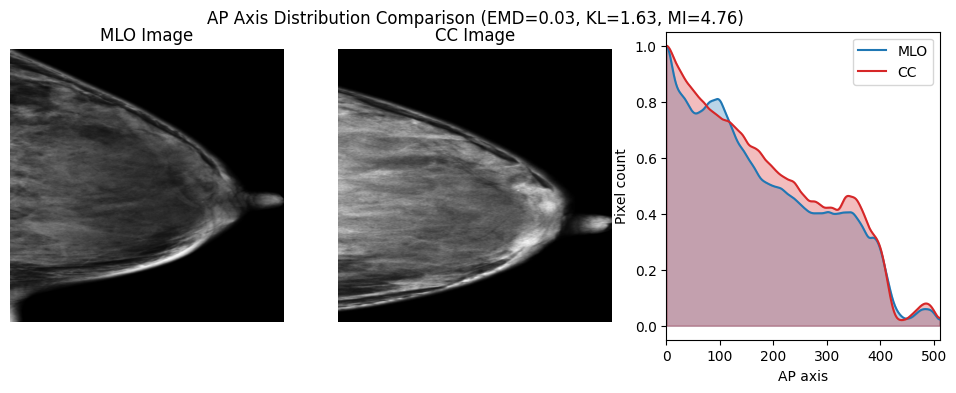 AP Axis Distribution Comparison (EMD=0.03, KL=1.63, MI=4.76)
MLO Image
CC Image
MLO
CC
Pixel count
1.0
0.8
0.6
0.4
0.2
0.0
0 100 200 300 400 500
AP axis